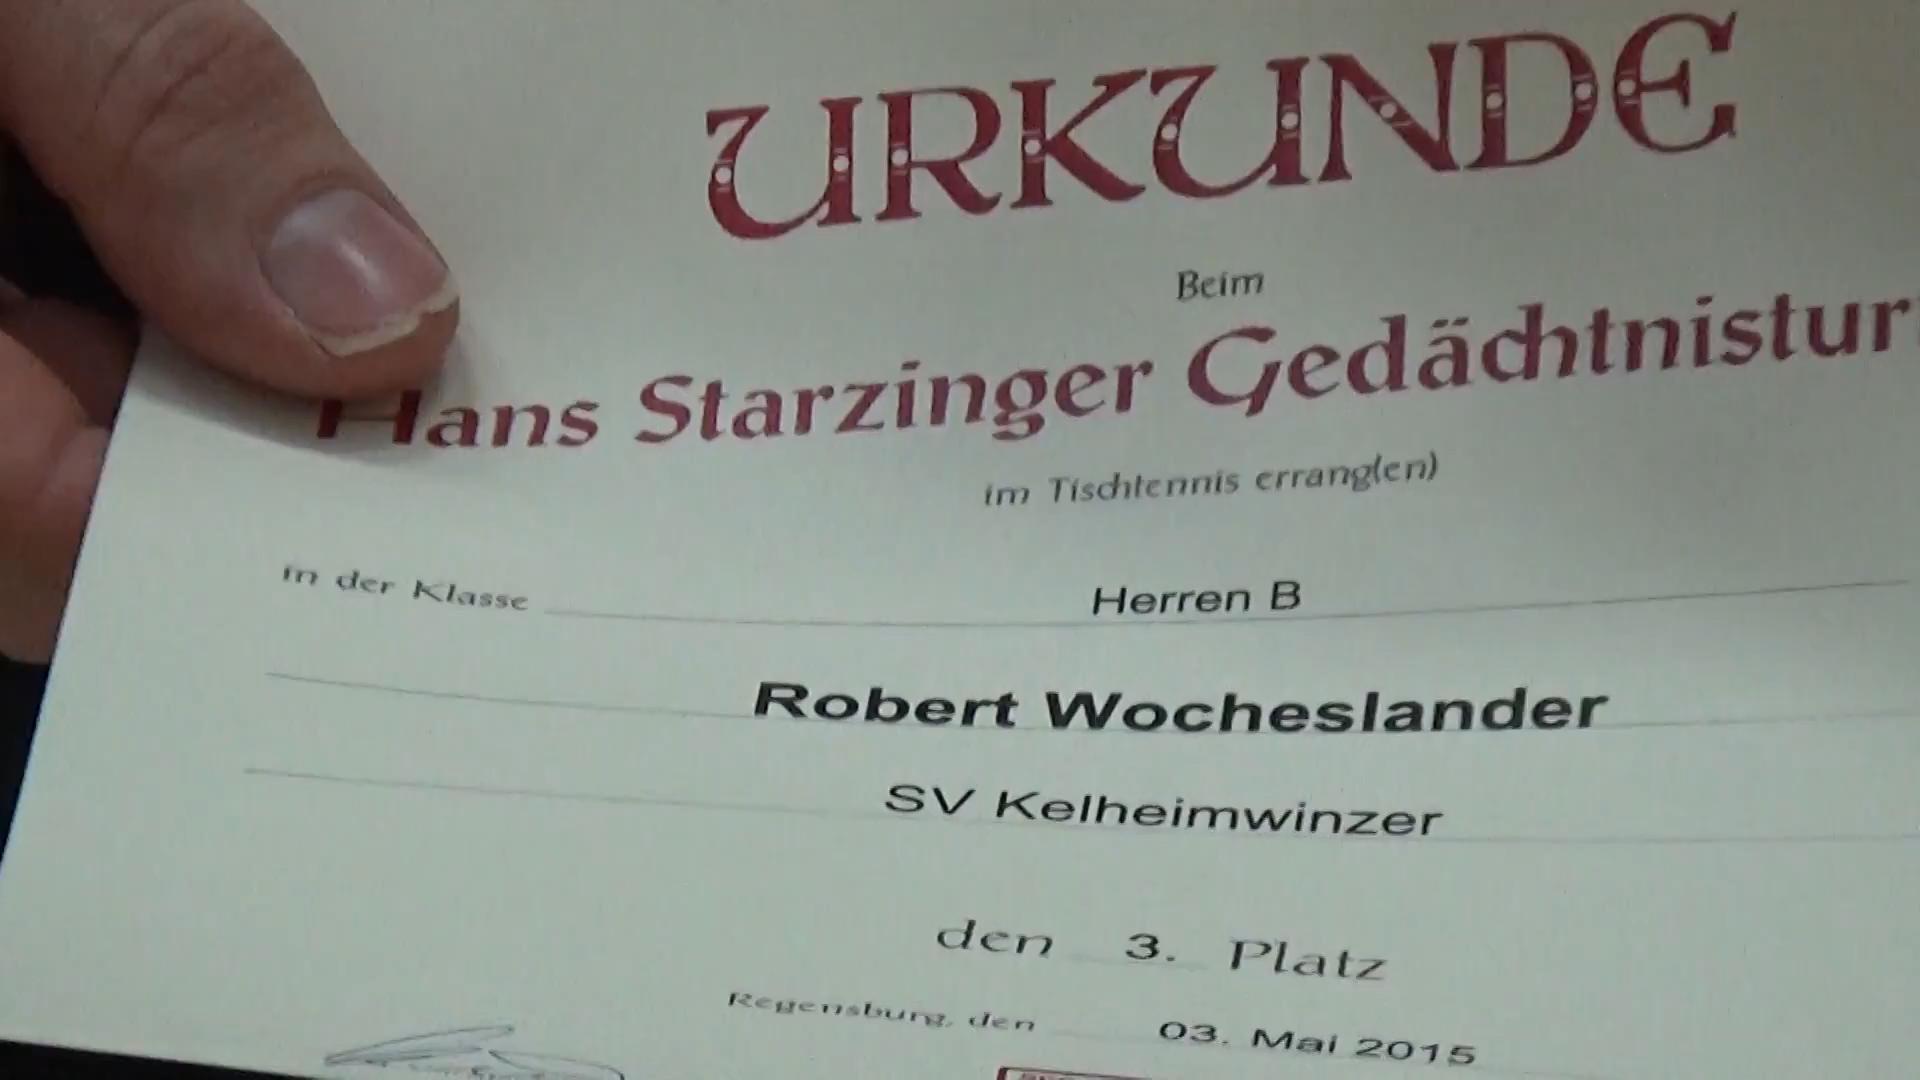 URKUNDE
Beim
Hans Starzinger Gedächtnistur
im Tischtennis errang(en)
in der Klasse Herren B
Robert Wocheslander
SV Kelheimwinzer
den 3. Platz
Regensburg, den 03. Mai 2015